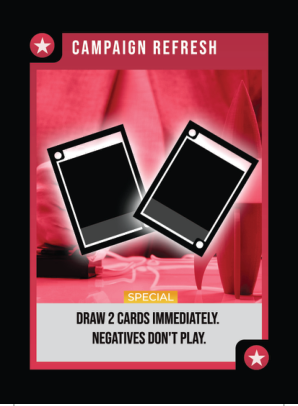 CAMPAIGN REFRESH
SPECIAL
DRAW 2 CARDS IMMEDIATELY.
NEGATIVES DON'T PLAY.